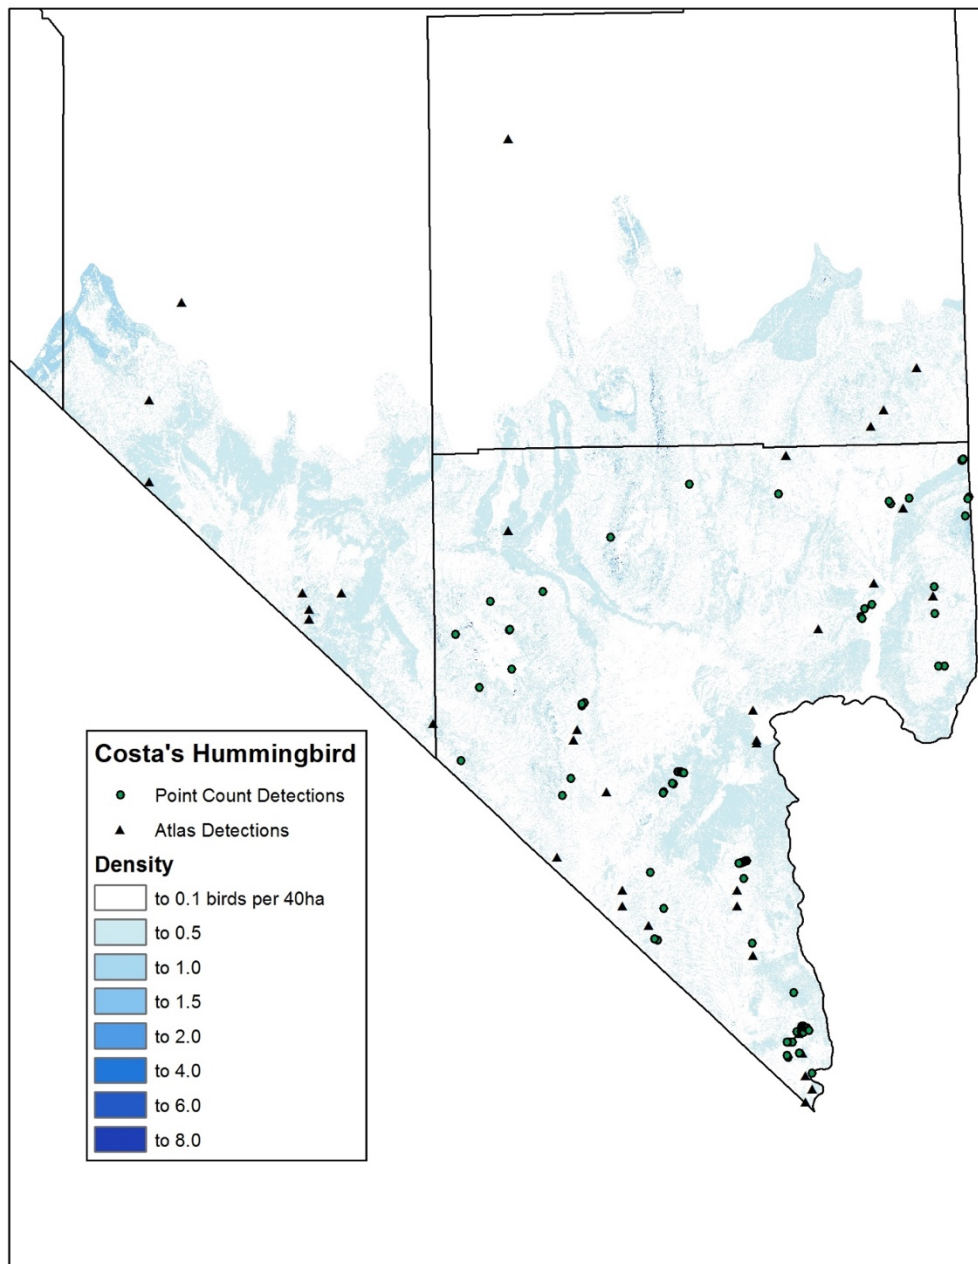 Costa's Hummingbird
Point Count Detections
Atlas Detections
Density
to 0.1 birds per 40ha
to 0.5
to 1.0
to 1.5
to 2.0
to 4.0
to 6.0
to 8.0